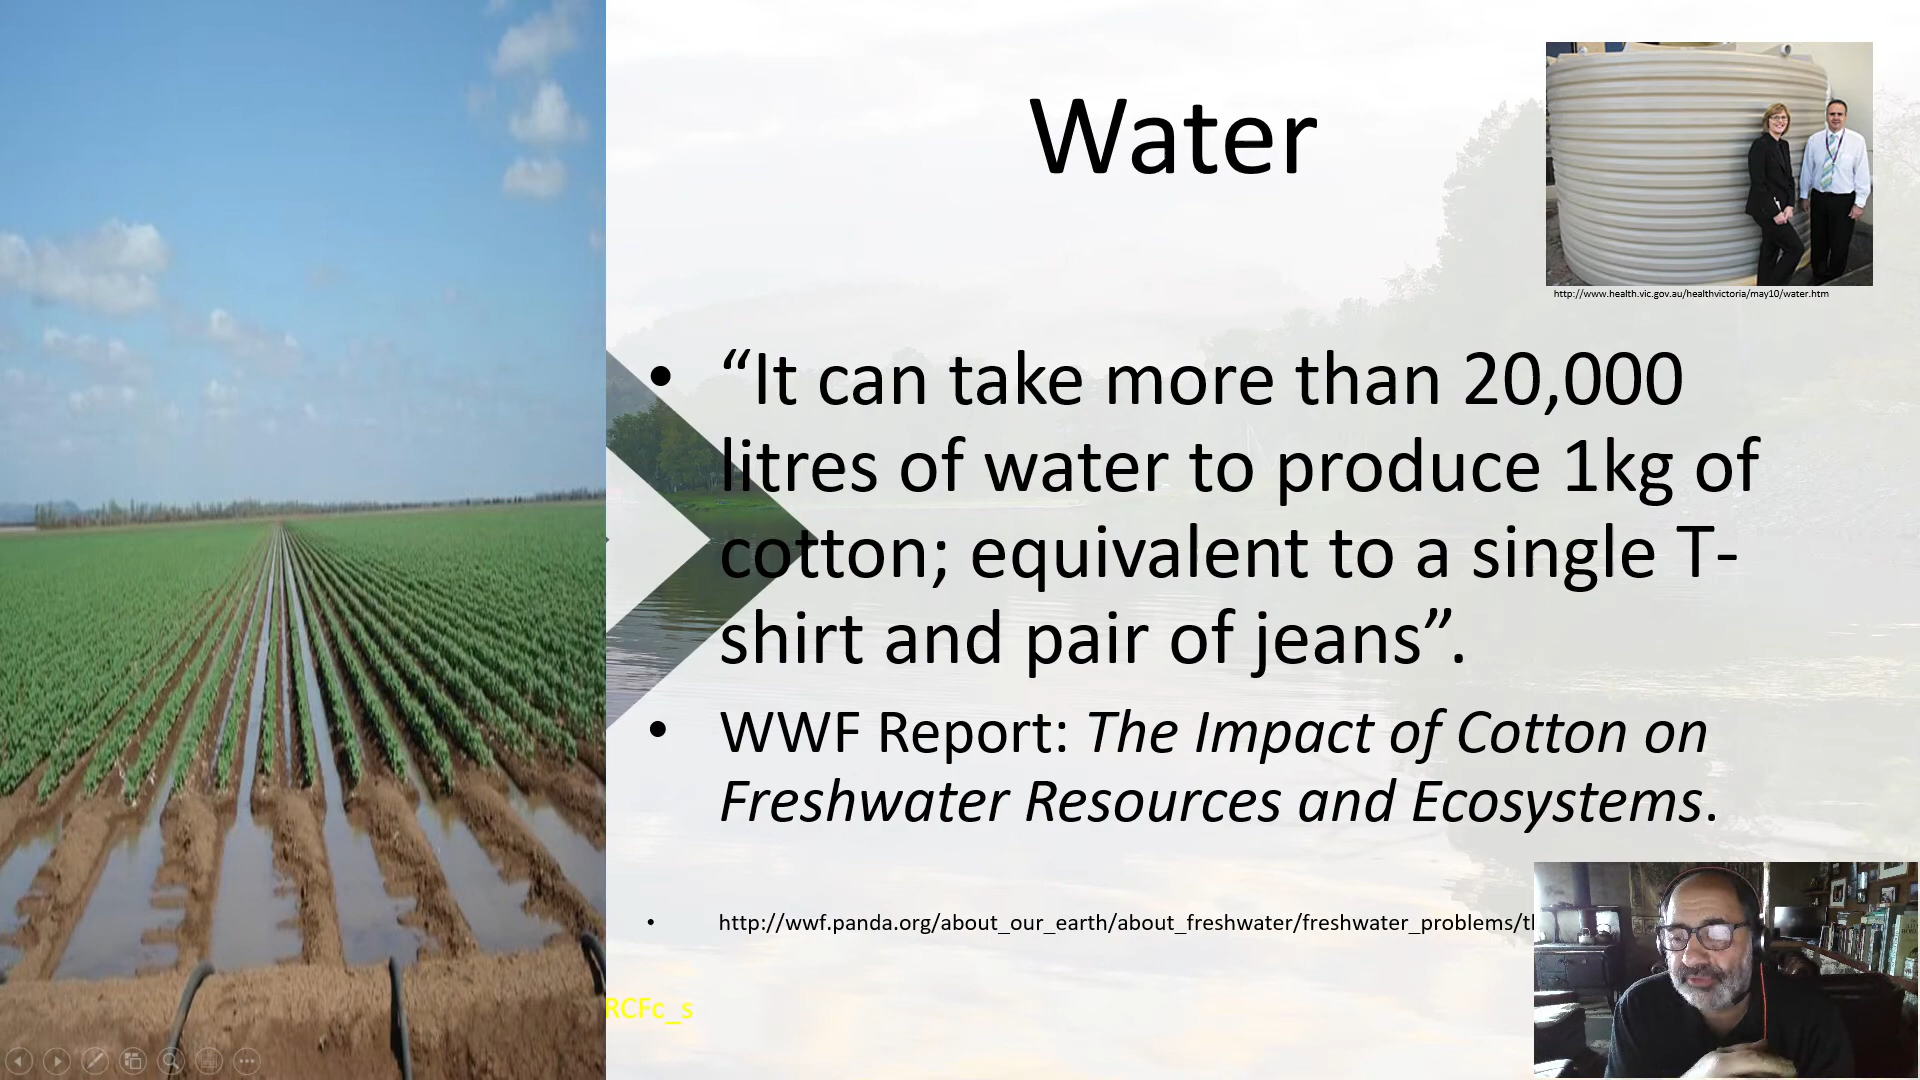 Water
http://www.health.vic.gov.au/healthvictoria/may10/water.htm
• “It can take more than 20,000
litres of water to produce 1kg of
cotton; equivalent to a single T-
shirt and pair of jeans”.
• WWF Report: The Impact of Cotton on
Freshwater Resources and Ecosystems.
• http://wwf.panda.org/about_our_earth/about_freshwater/freshwater_problems/t
RCFc_s